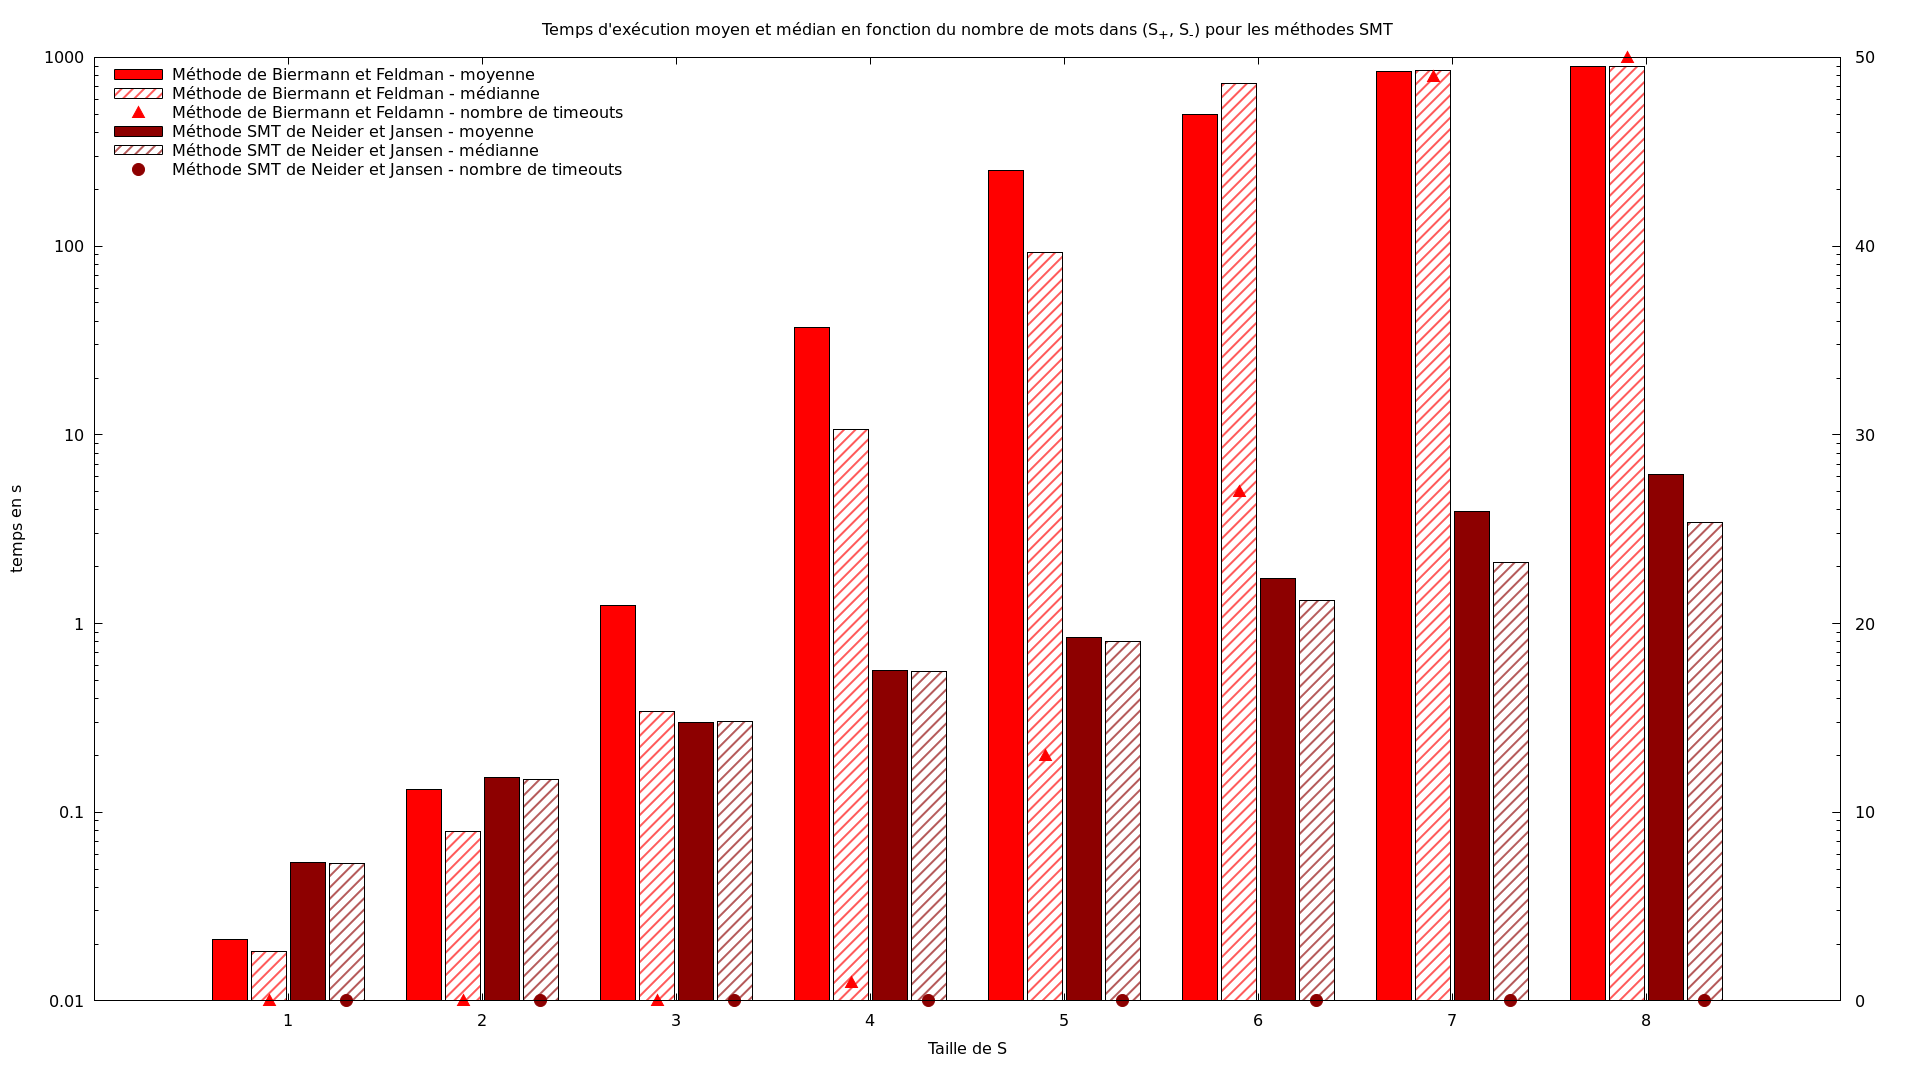 Temps d'exécution moyen et médian en fonction du nombre de mots dans (S+, S-) pour les méthodes SMT
Méthode de Biermann et Feldman - moyenne
Méthode de Biermann et Feldman - médianne
Méthode de Biermann et Feldamn - nombre de timeouts
Méthode SMT de Neider et Jansen - moyenne
Méthode SMT de Neider et Jansen - médianne
Méthode SMT de Neider et Jansen - nombre de timeouts
temps en s
1000
100
10
1
0.1
0.01
50
40
30
20
10
0
1 2 3 4 5 6 7 8
Taille de S